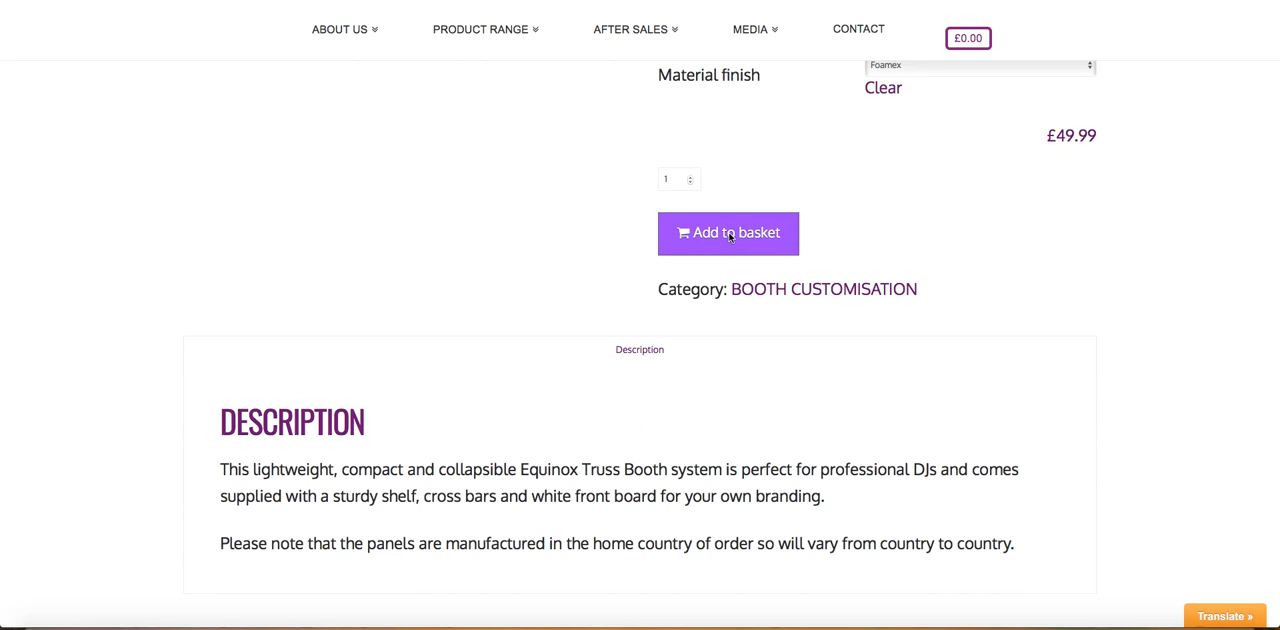 ABOUT US
PRODUCT RANGE
AFTER SALES
MEDIA
CONTACT
£0.00
Material finish
Foamex
Clear
£49.99
1
Add to basket
Category: BOOTH CUSTOMISATION
Description
DESCRIPTION
This lightweight, compact and collapsible Equinox Truss Booth system is perfect for professional DJs and comes
supplied with a sturdy shelf, cross bars and white front board for your own branding.
Please note that the panels are manufactured in the home country of order so will vary from country to country.
Translate »